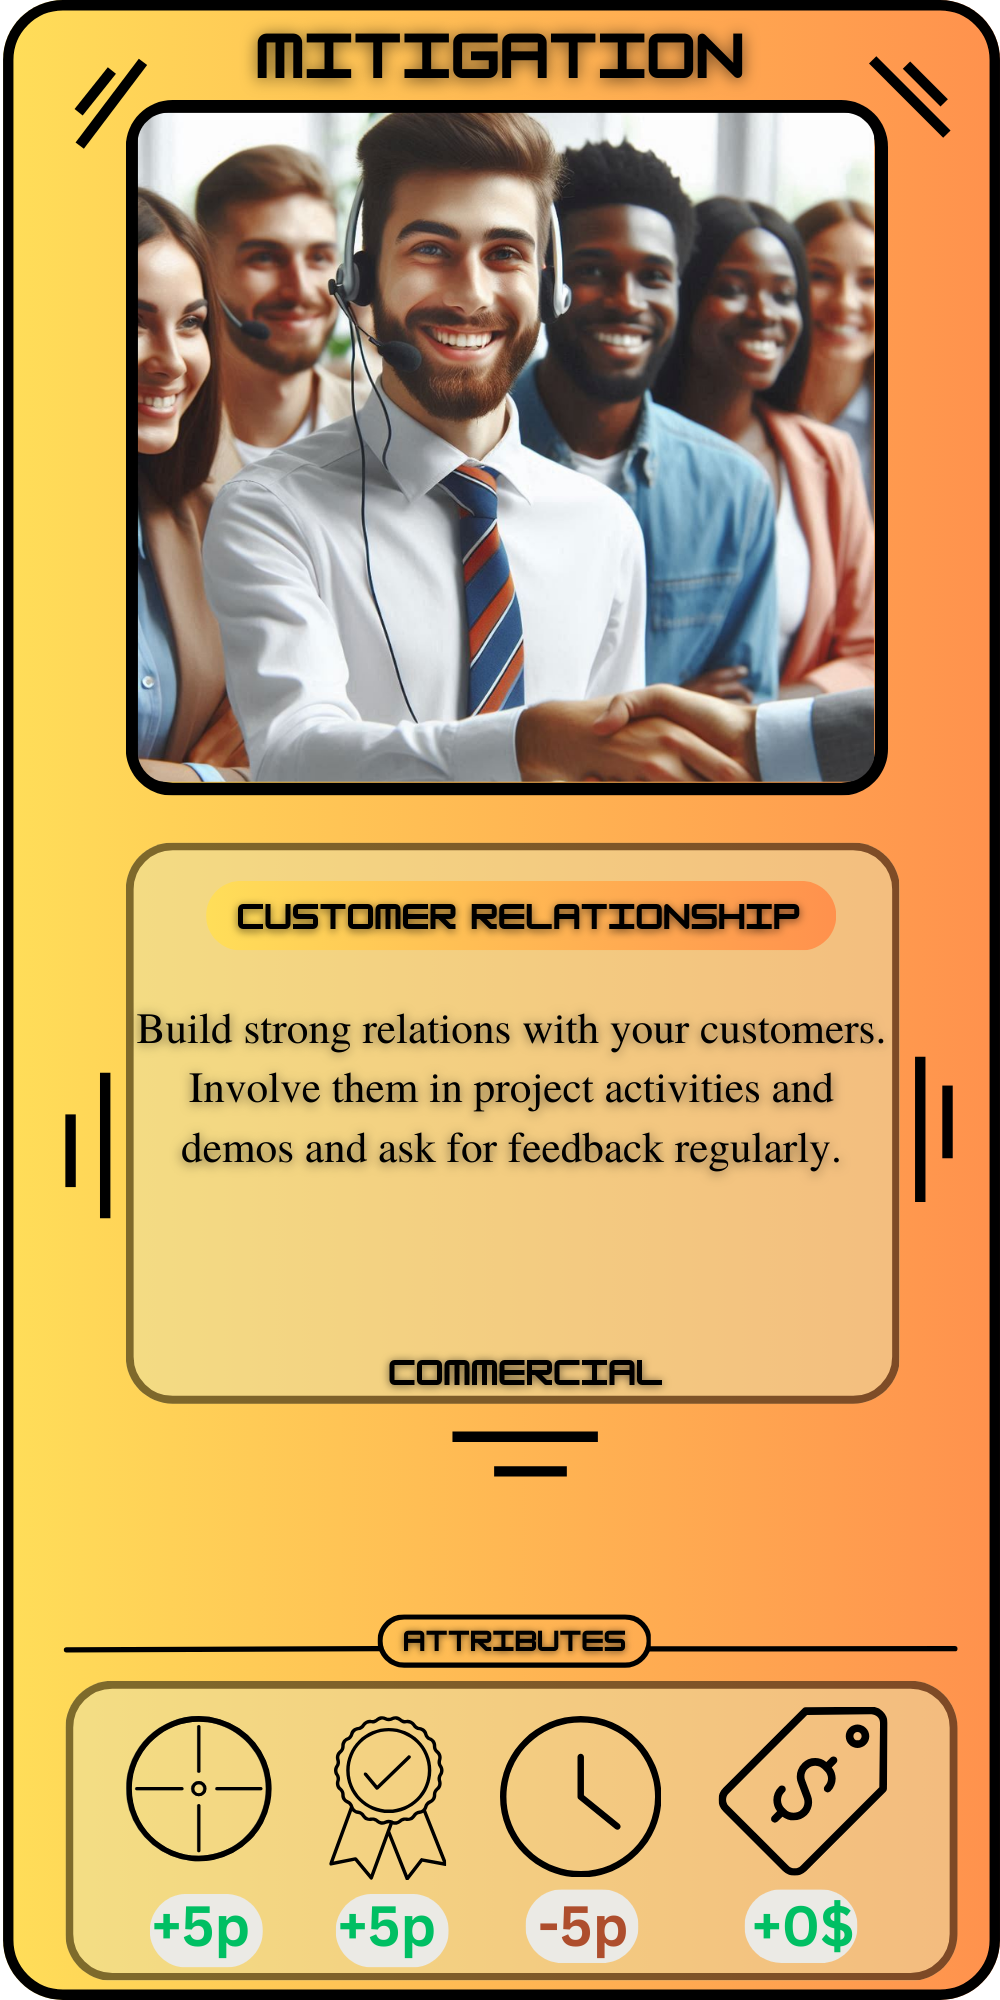 MITIGATION
CUSTOMER RELATIONSHIP
Build strong relations with your customers.
Involve them in project activities and
demos and ask for feedback regularly.
COMMERCIAL
ATTRIBUTES
$
+5p +5p -5p +0$